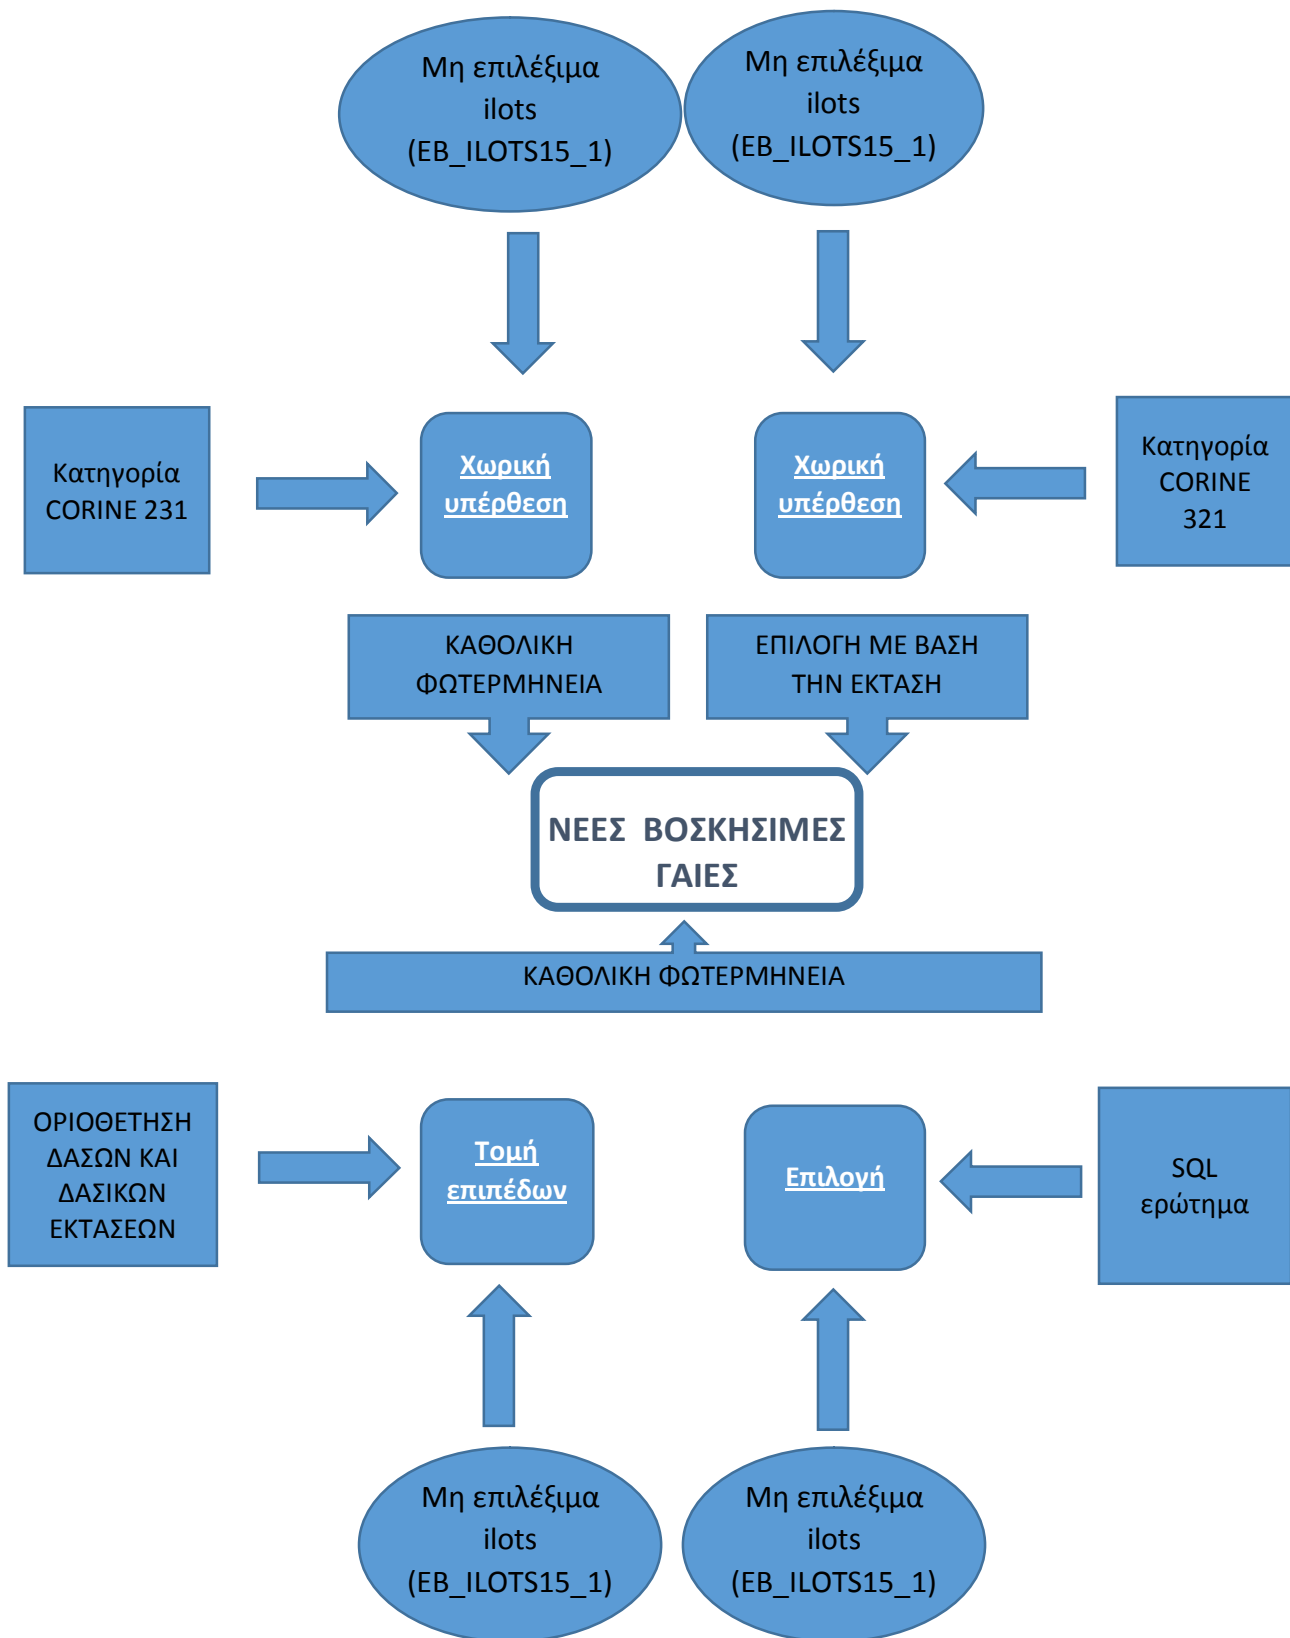 Μη επιλέξιμα
ilots
(EB_ILOTS15_1)
Μη επιλέξιμα
ilots
(EB_ILOTS15_1)
Κατηγορία
CORINE 231
Χωρική
υπέρθεση
Χωρική
υπέρθεση
Κατηγορία
CORINE
321
ΚΑΘΟΛΙΚΗ
ΦΩΤΕΡΜΗΝΕΙΑ
ΕΠΙΛΟΓΗ ΜΕ ΒΑΣΗ
ΤΗΝ ΕΚΤΑΣΗ
ΝΕΕΣ ΒΟΣΚΗΣΙΜΕΣ
ΓΑΙΕΣ
ΚΑΘΟΛΙΚΗ ΦΩΤΕΡΜΗΝΕΙΑ
ΟΡΙΟΘΕΤΗΣΗ
ΔΑΣΩΝ ΚΑΙ
ΔΑΣΙΚΩΝ
ΕΚΤΑΣΕΩΝ
Τομή
επιπέδων
Επιλογή
SQL
ερώτημα
Μη επιλέξιμα
ilots
(EB_ILOTS15_1)
Μη επιλέξιμα
ilots
(EB_ILOTS15_1)